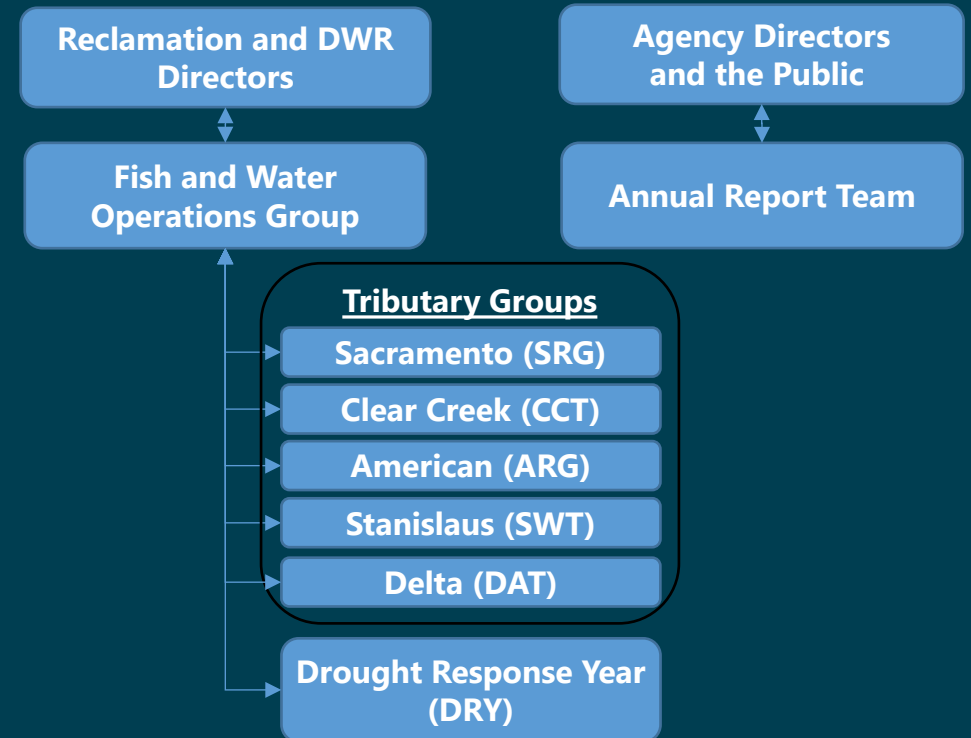 Reclamation and DWR
Directors
Agency Directors
and the Public
Fish and Water
Operations Group
Annual Report Team
Tributary Groups
Sacramento (SRG)
Clear Creek (CCT)
American (ARG)
Stanislaus (SWT)
Delta (DAT)
Drought Response Year
(DRY)